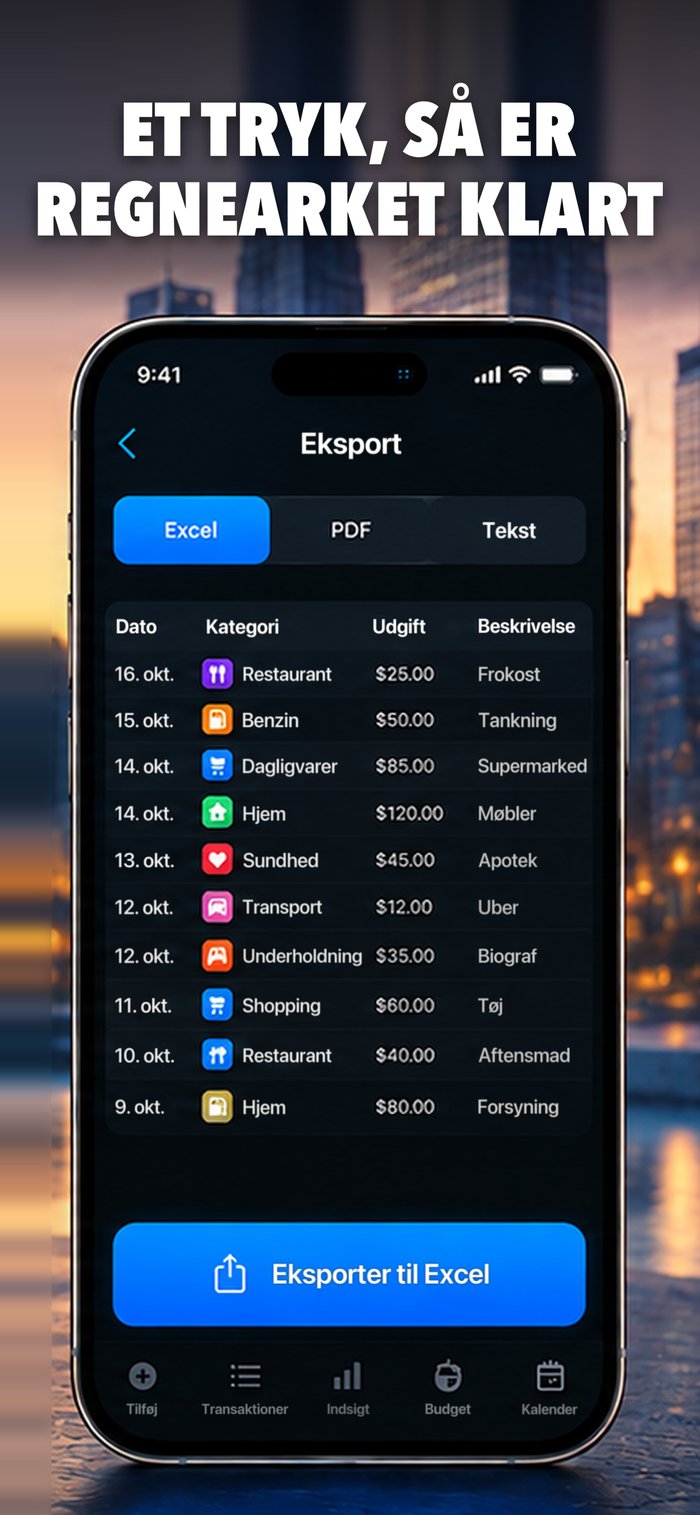 ET TRYK, SÅ ER
REGNEARKET KLART
9:41
Eksport
Excel PDF Tekst
Dato Kategori Udgift Beskrivelse
16. okt. Restaurant $25.00 Frokost
15. okt. Benzin $50.00 Tankning
14. okt. Dagligvarer $85.00 Supermarked
14. okt. Hjem $120.00 Møbler
13. okt. Sundhed $45.00 Apotek
12. okt. Transport $12.00 Uber
12. okt. Underholdning $35.00 Biograf
11. okt. Shopping $60.00 Tøj
10. okt. Restaurant $40.00 Aftensmad
9. okt. Hjem $80.00 Forsyning
Eksporter til Excel
Tilføj Transaktioner Indsigt Budget Kalender